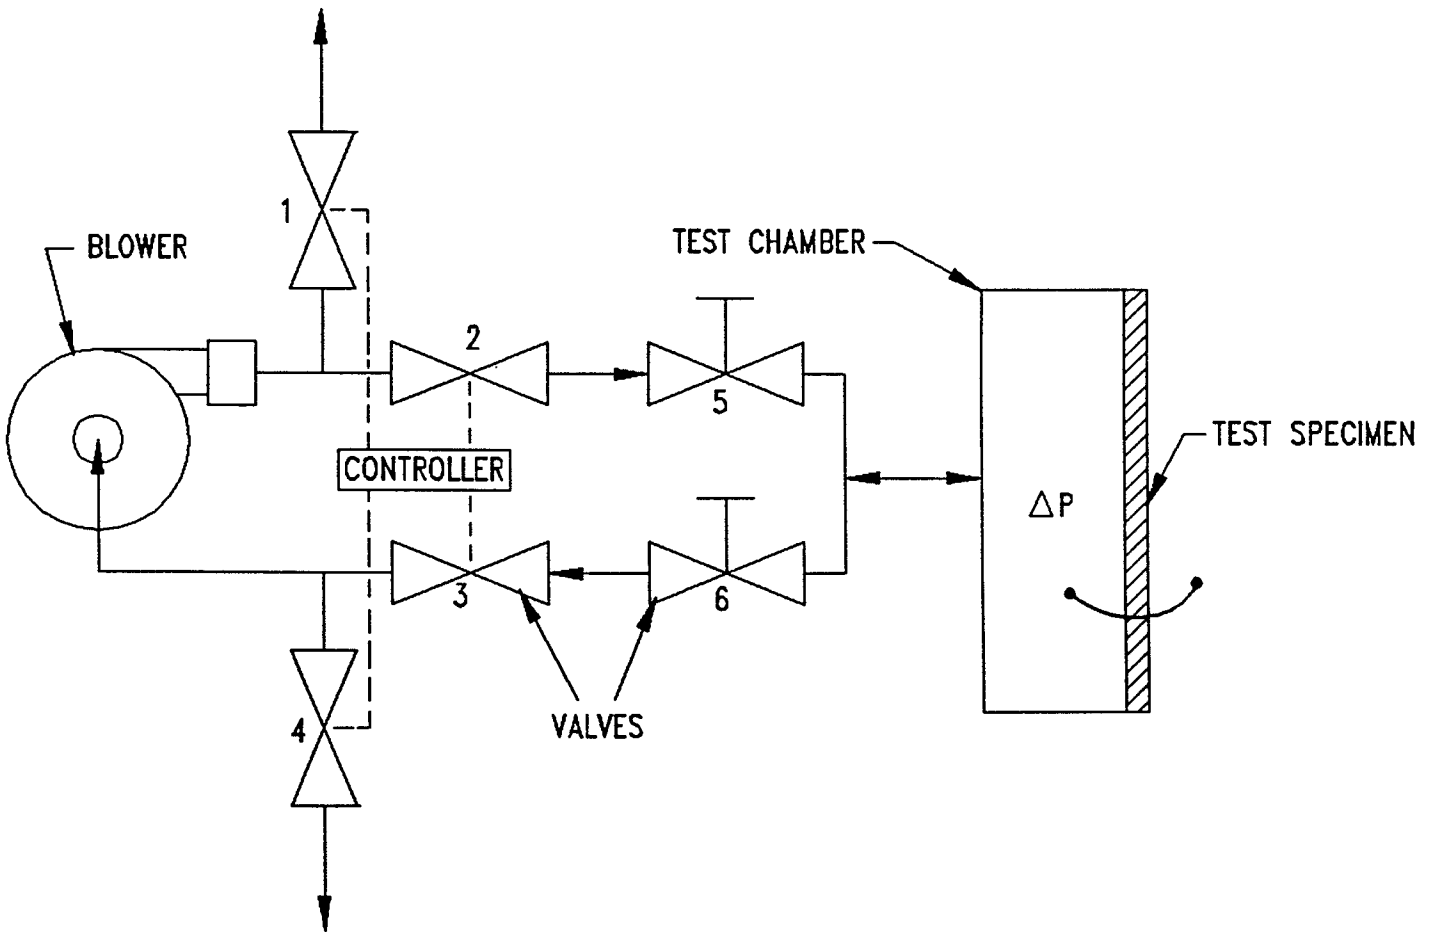 1
BLOWER
TEST CHAMBER
2
5
TEST SPECIMEN
CONTROLLER
ΔP
3
6
4
VALVES